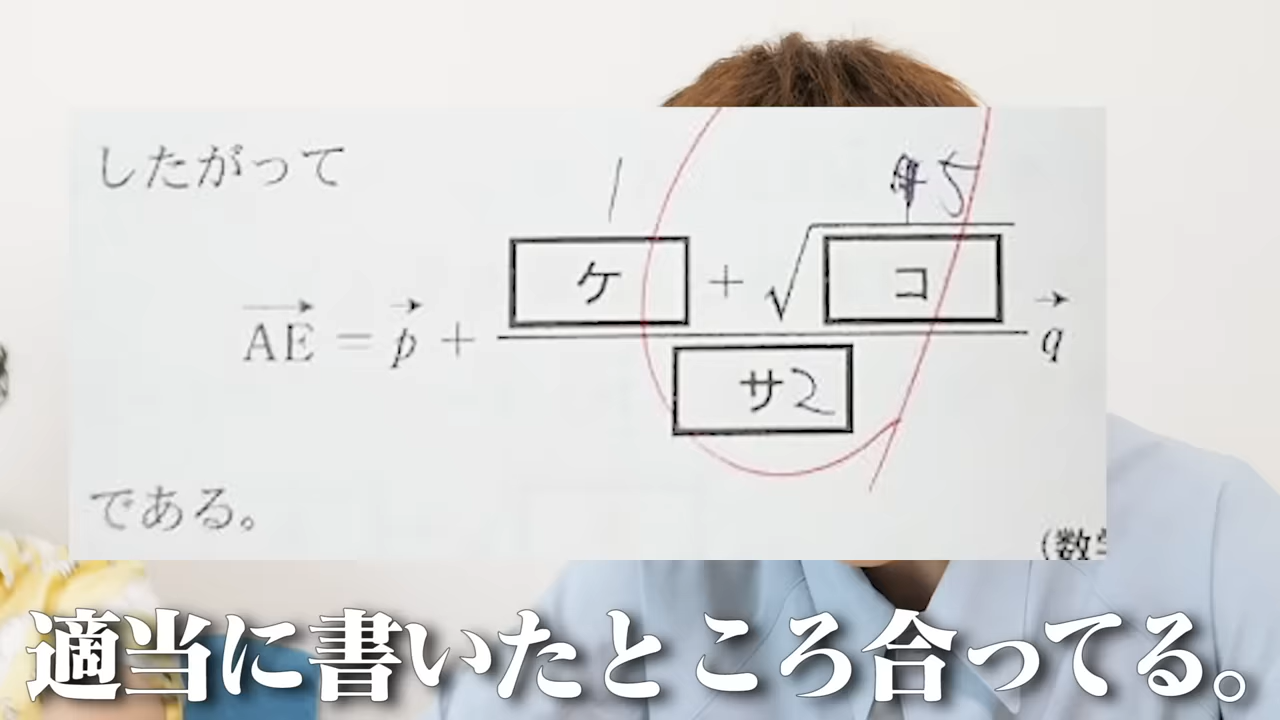 したがって
1 5
AE = p + (ケ + √コ) / サ2 q
である。
(数学
適当に書いたところ合ってる。